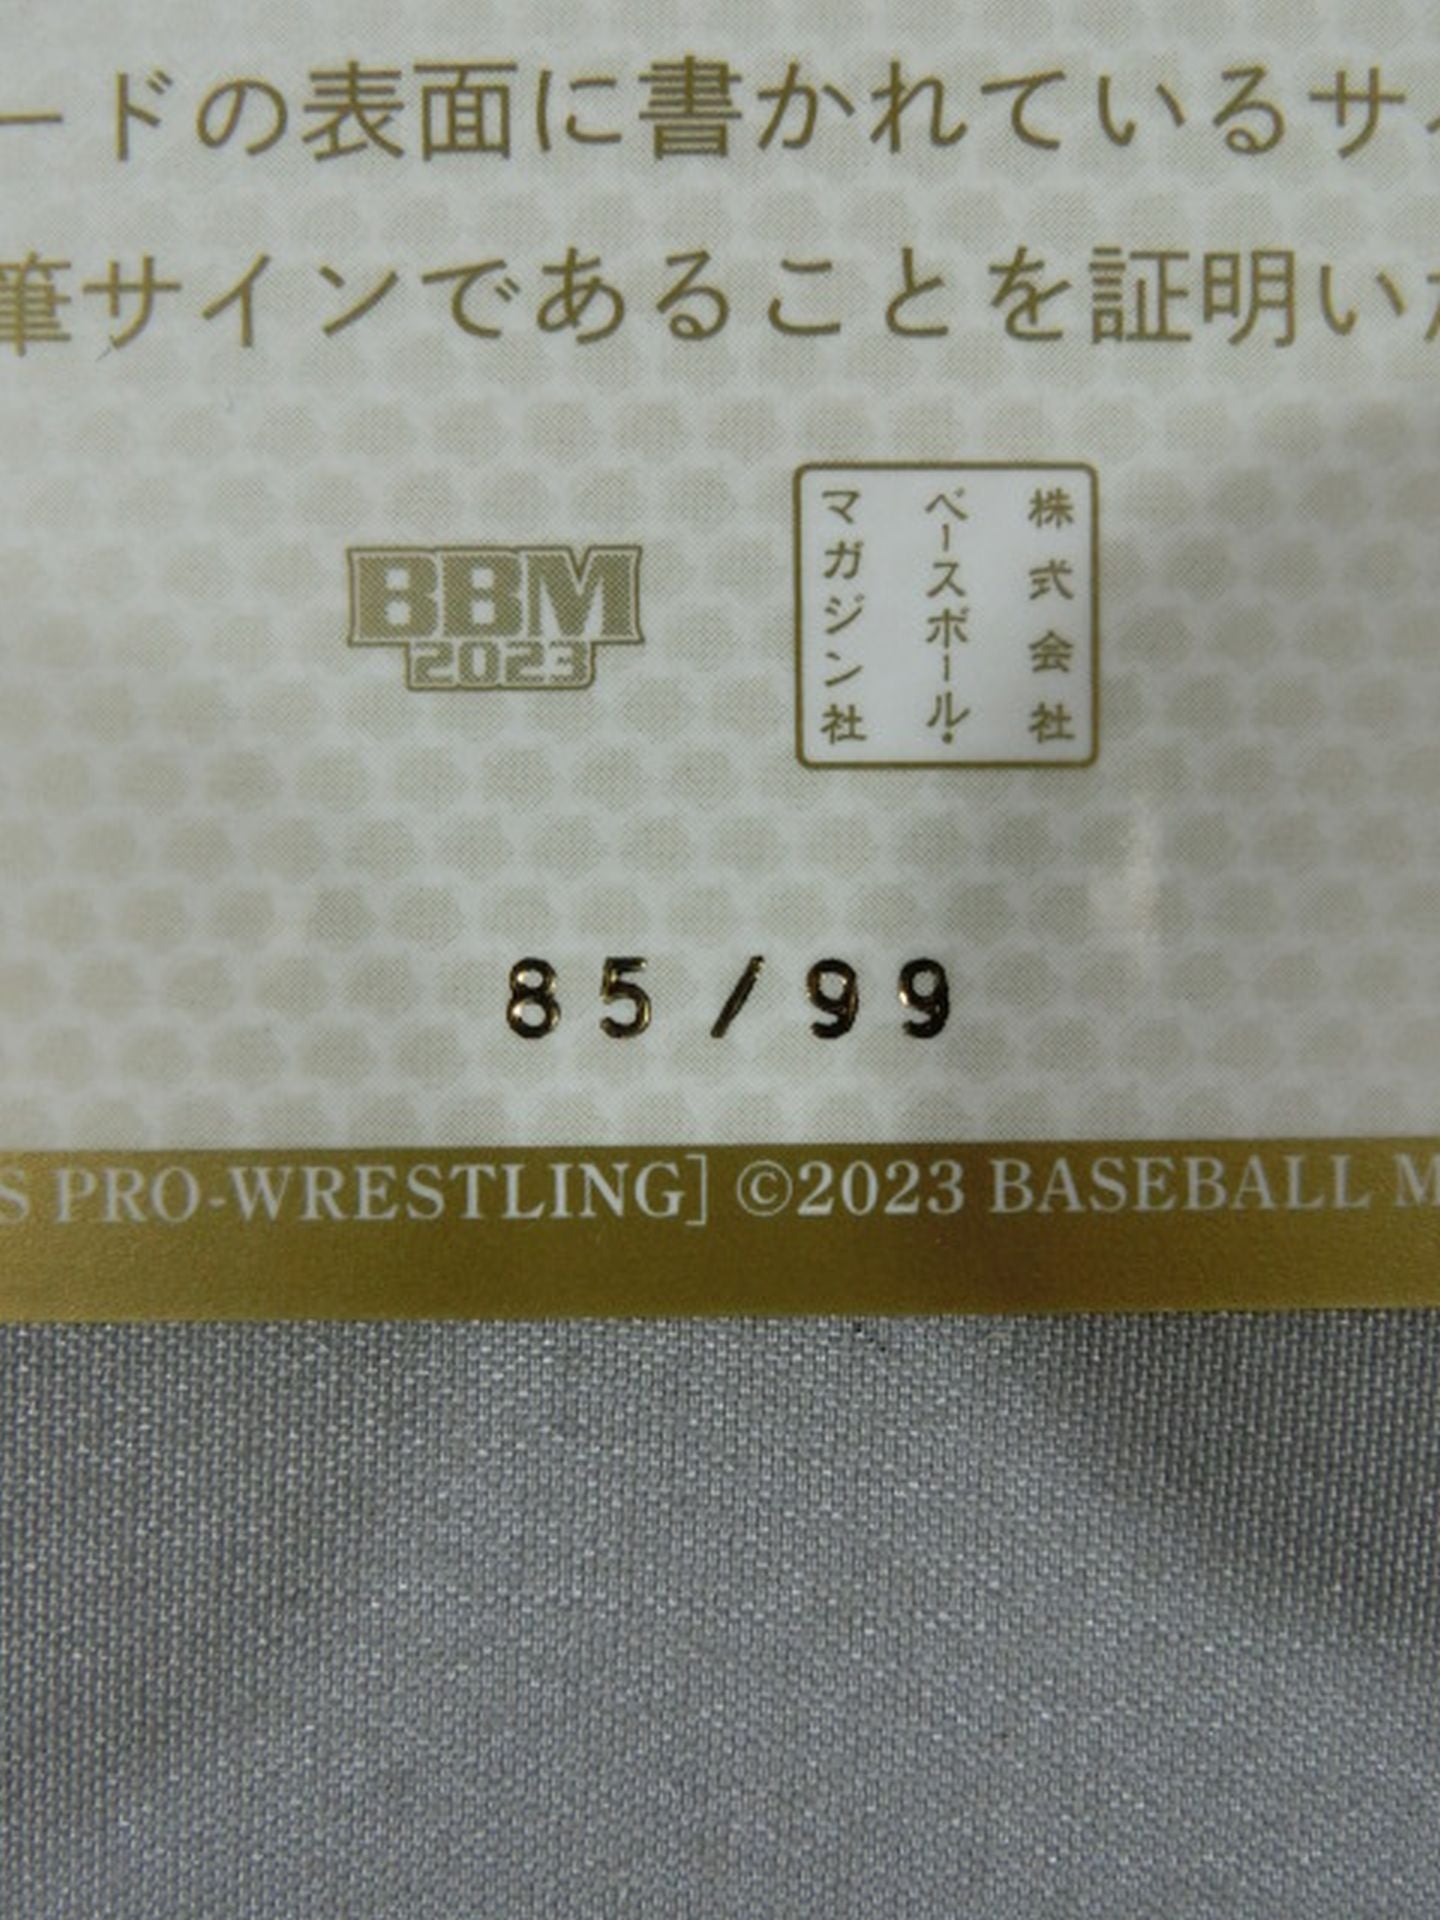 ードの表面に書かれているサイ
筆サインであることを証明いた
BBM
2023
株式会社
ベースボール・
マガジン社
85/99
S PRO-WRESTLING] ©2023 BASEBALL M